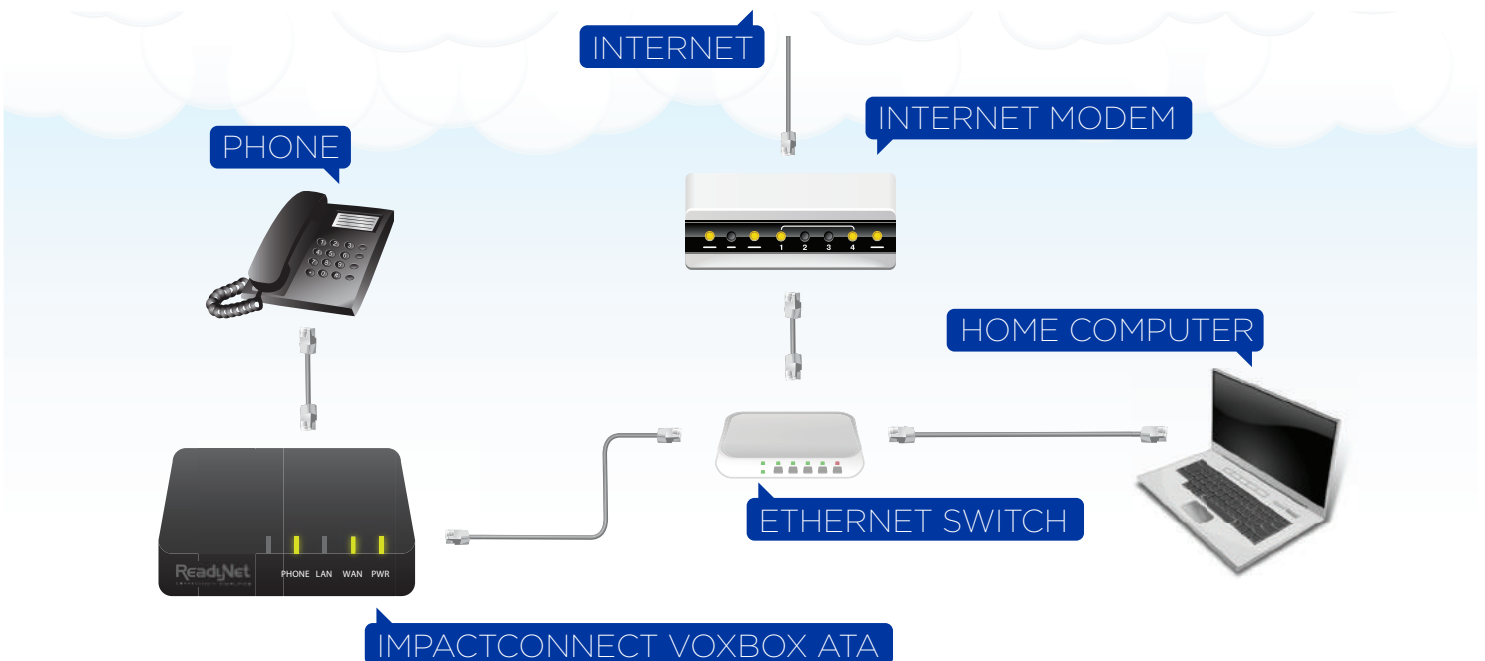 INTERNET
INTERNET MODEM
PHONE
1 2 3 4
HOME COMPUTER
ETHERNET SWITCH
ReadyNet
PHONE LAN WAN PWR
IMPACTCONNECT VOXBOX ATA